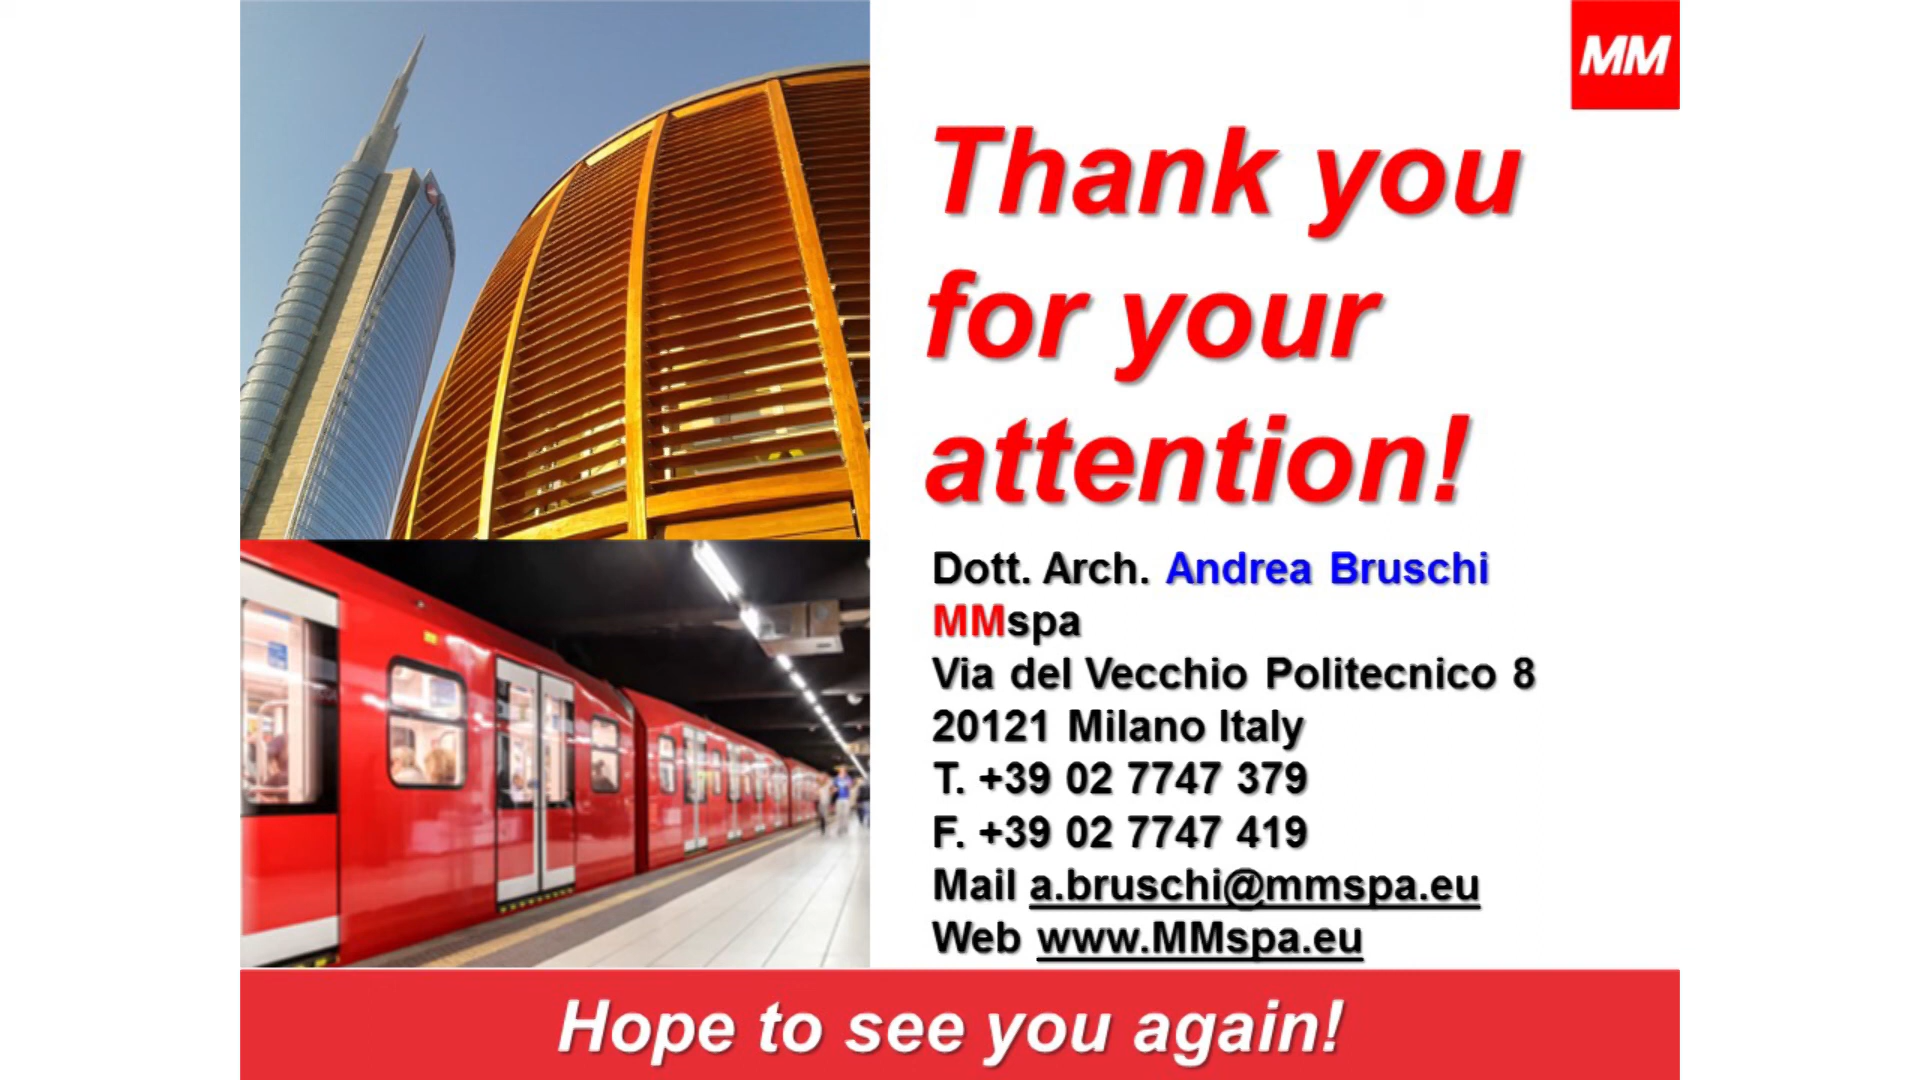 MM
Thank you
for your
attention!
Dott. Arch. Andrea Bruschi
MMspa
Via del Vecchio Politecnico 8
20121 Milano Italy
T. +39 02 7747 379
F. +39 02 7747 419
Mail a.bruschi@mmspa.eu
Web www.MMspa.eu
Hope to see you again!